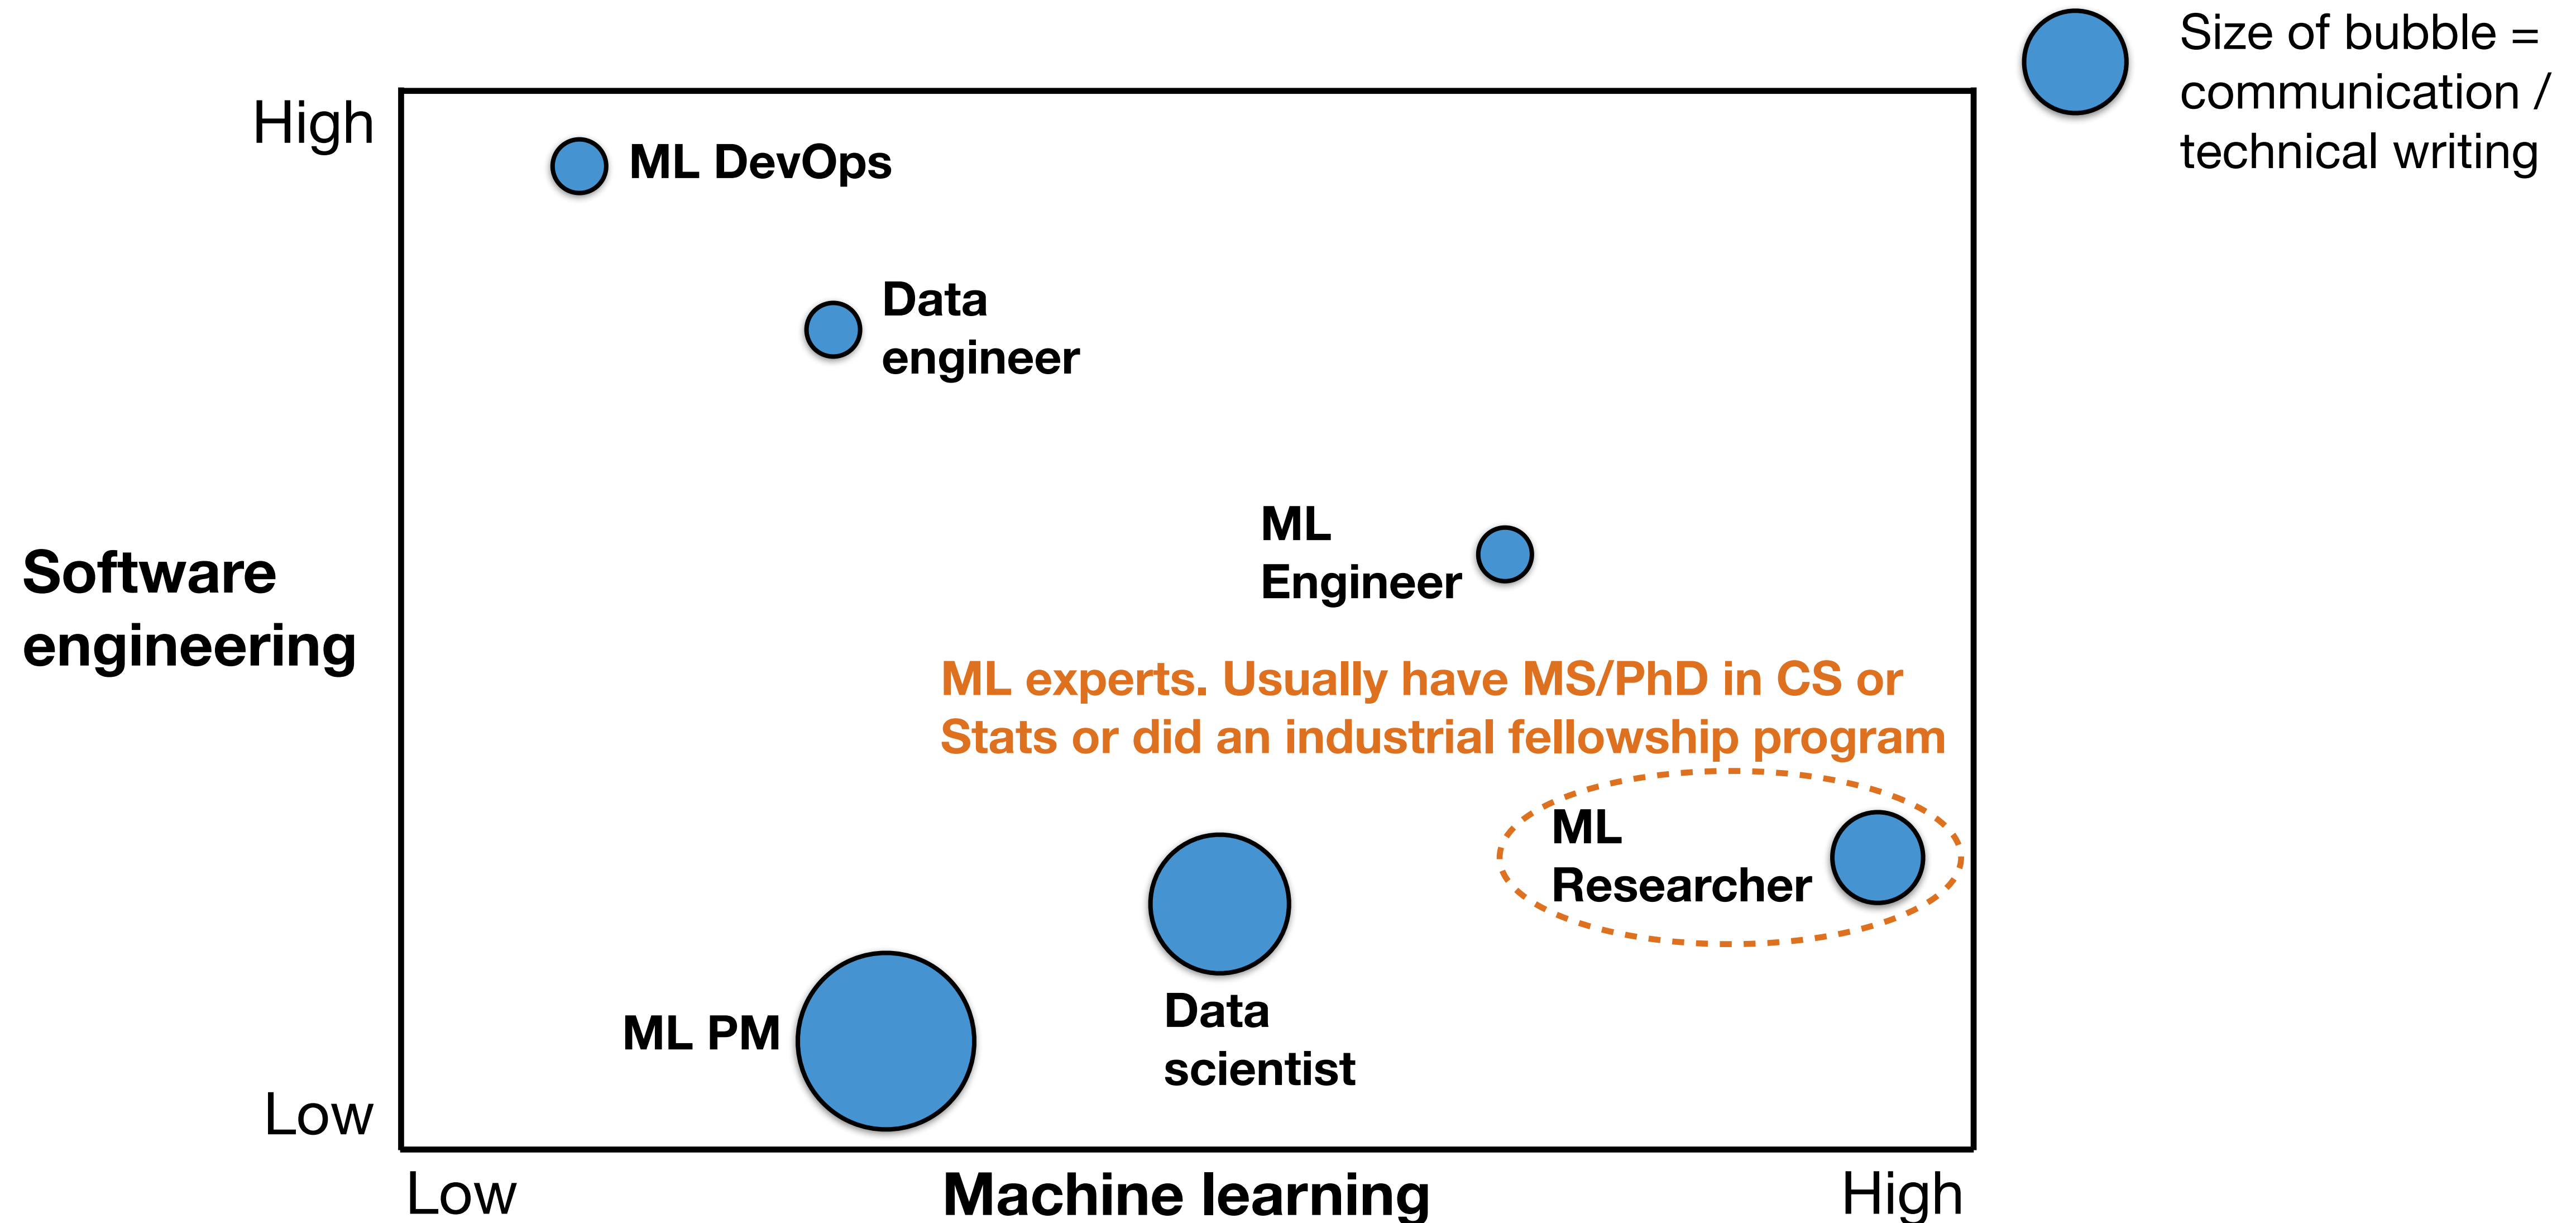 Size of bubble =
communication /
technical writing
High
ML DevOps
Data
engineer
ML
Engineer
Software
engineering
ML experts. Usually have MS/PhD in CS or
Stats or did an industrial fellowship program
ML
Researcher
Data
scientist
ML PM
Low
Low
Machine learning
High